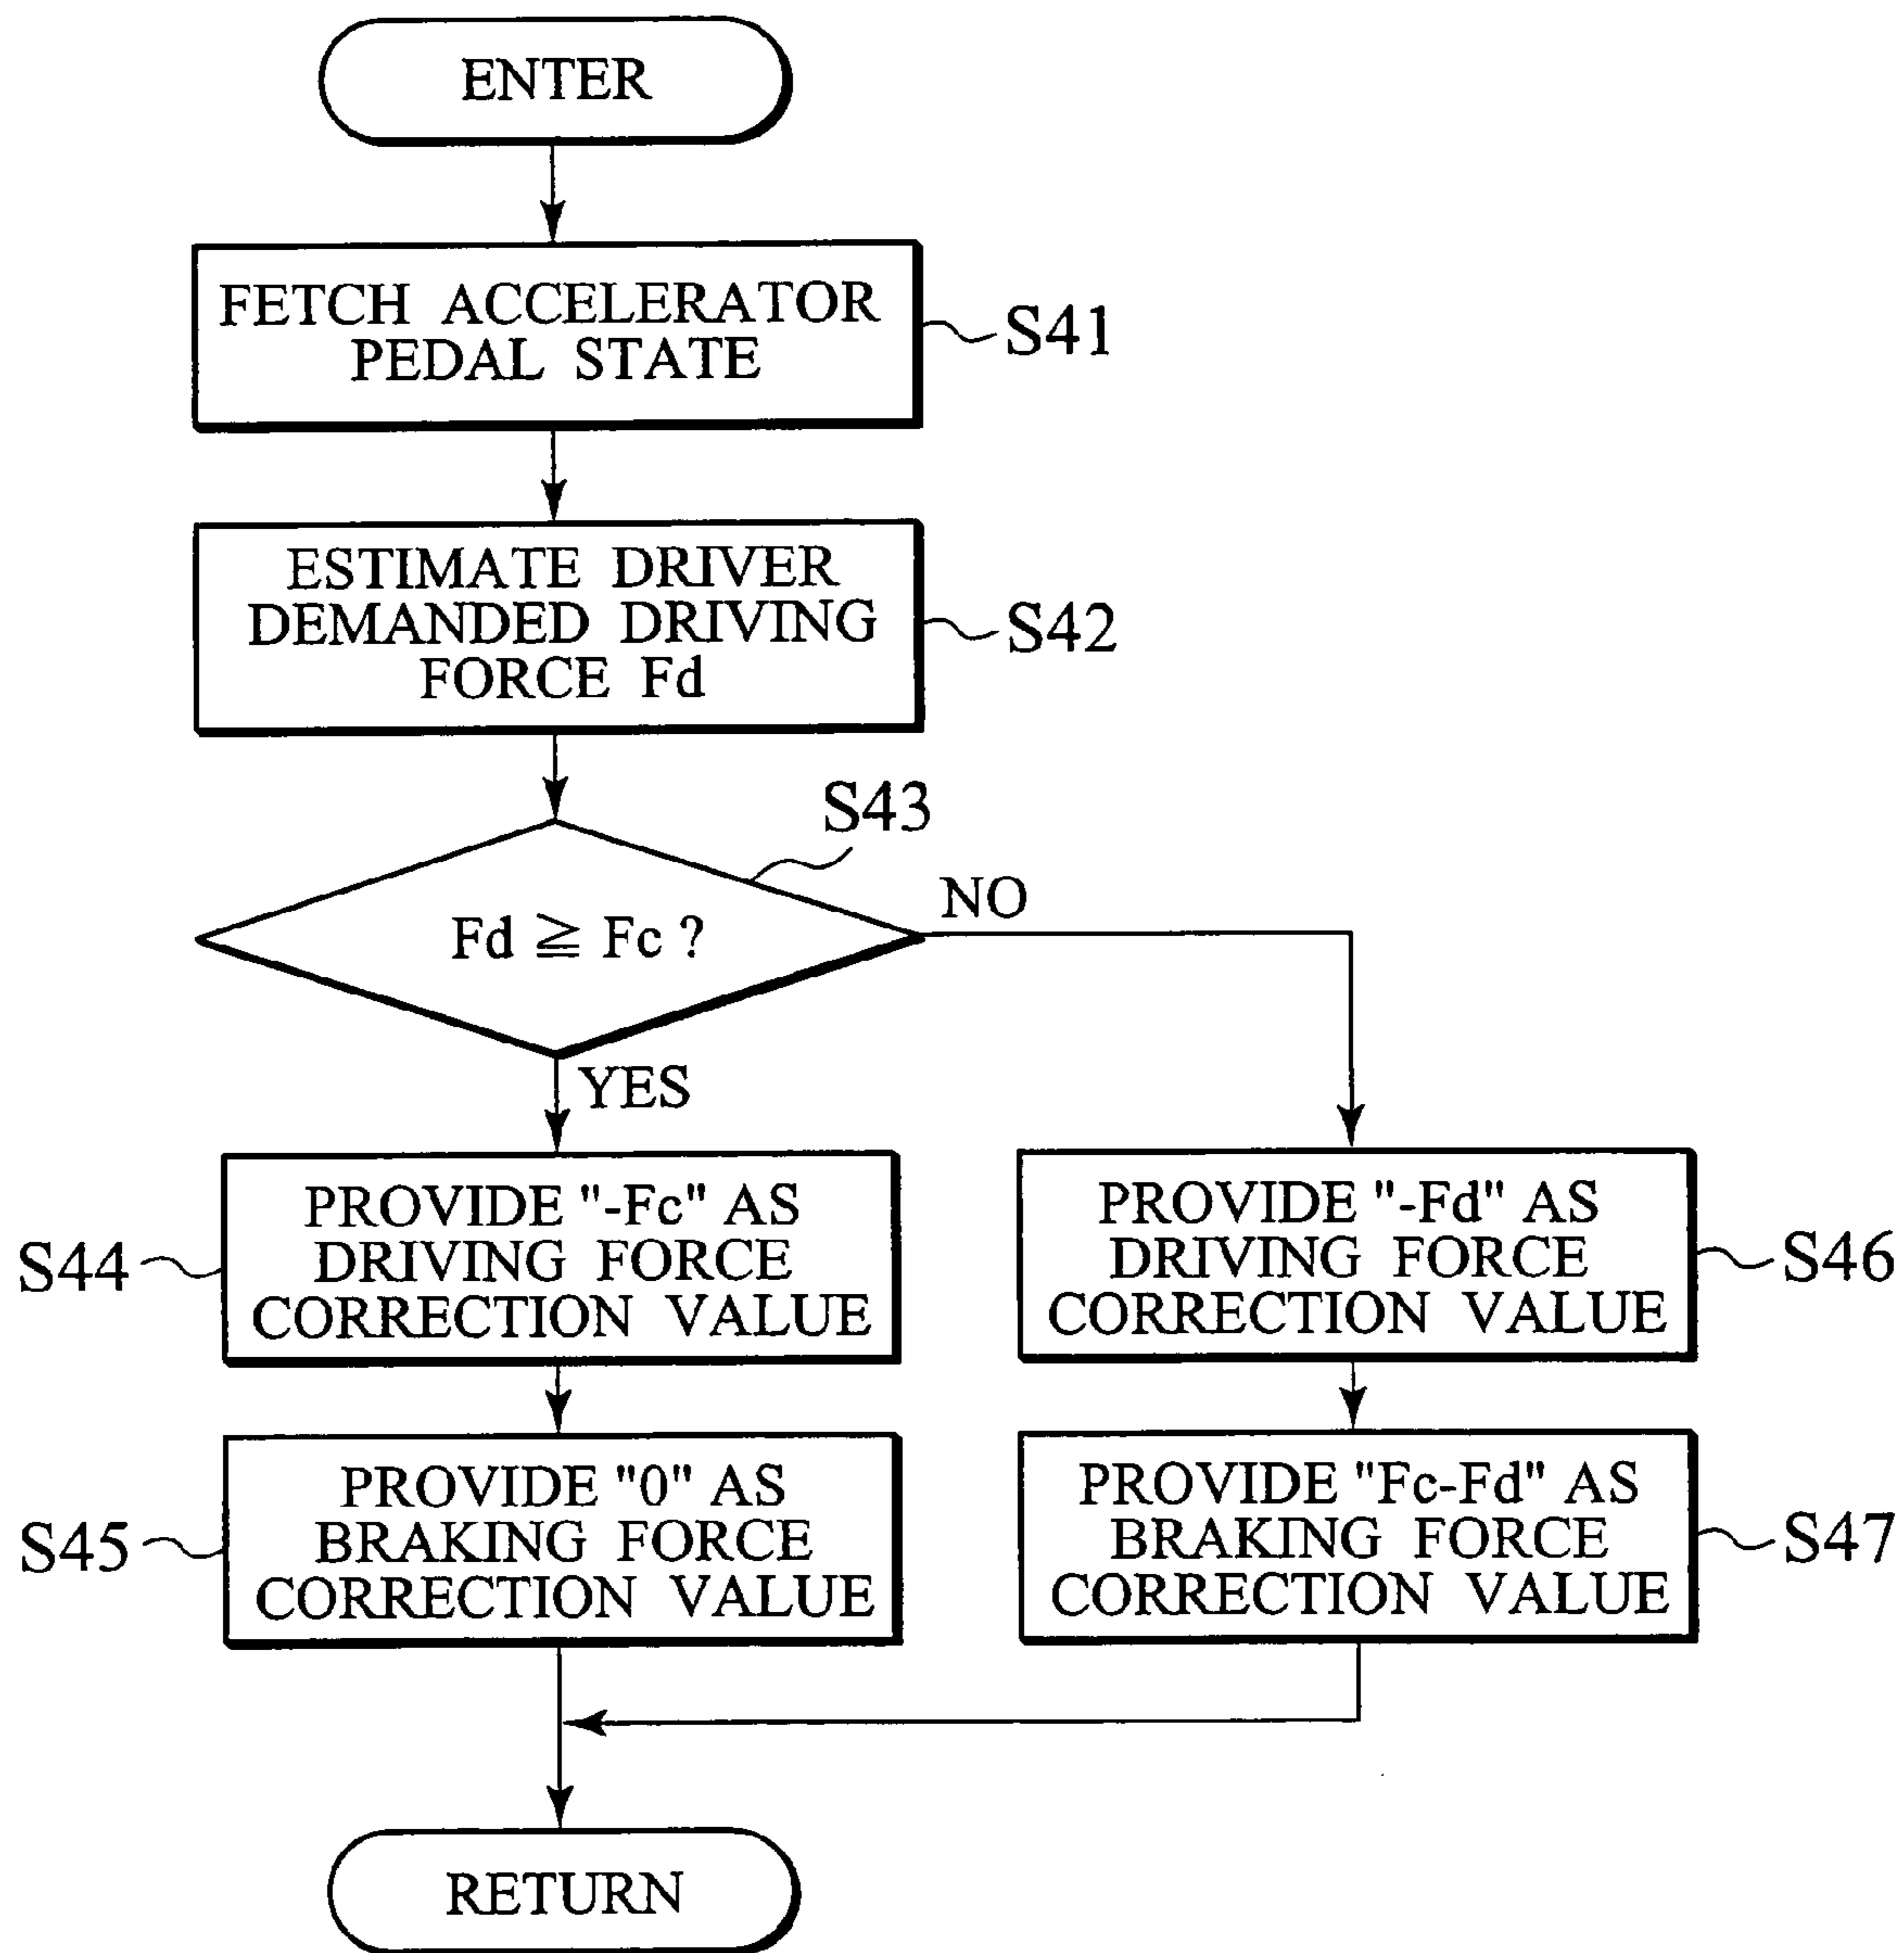 ENTER
FETCH ACCELERATOR
PEDAL STATE
S41
ESTIMATE DRIVER
DEMANDED DRIVING
FORCE Fd
S42
S43
Fd ≧ Fc ?
NO
YES
PROVIDE "-Fc" AS
DRIVING FORCE
CORRECTION VALUE
S44
PROVIDE "0" AS
BRAKING FORCE
CORRECTION VALUE
S45
PROVIDE "-Fd" AS
DRIVING FORCE
CORRECTION VALUE
S46
PROVIDE "Fc-Fd" AS
BRAKING FORCE
CORRECTION VALUE
S47
RETURN